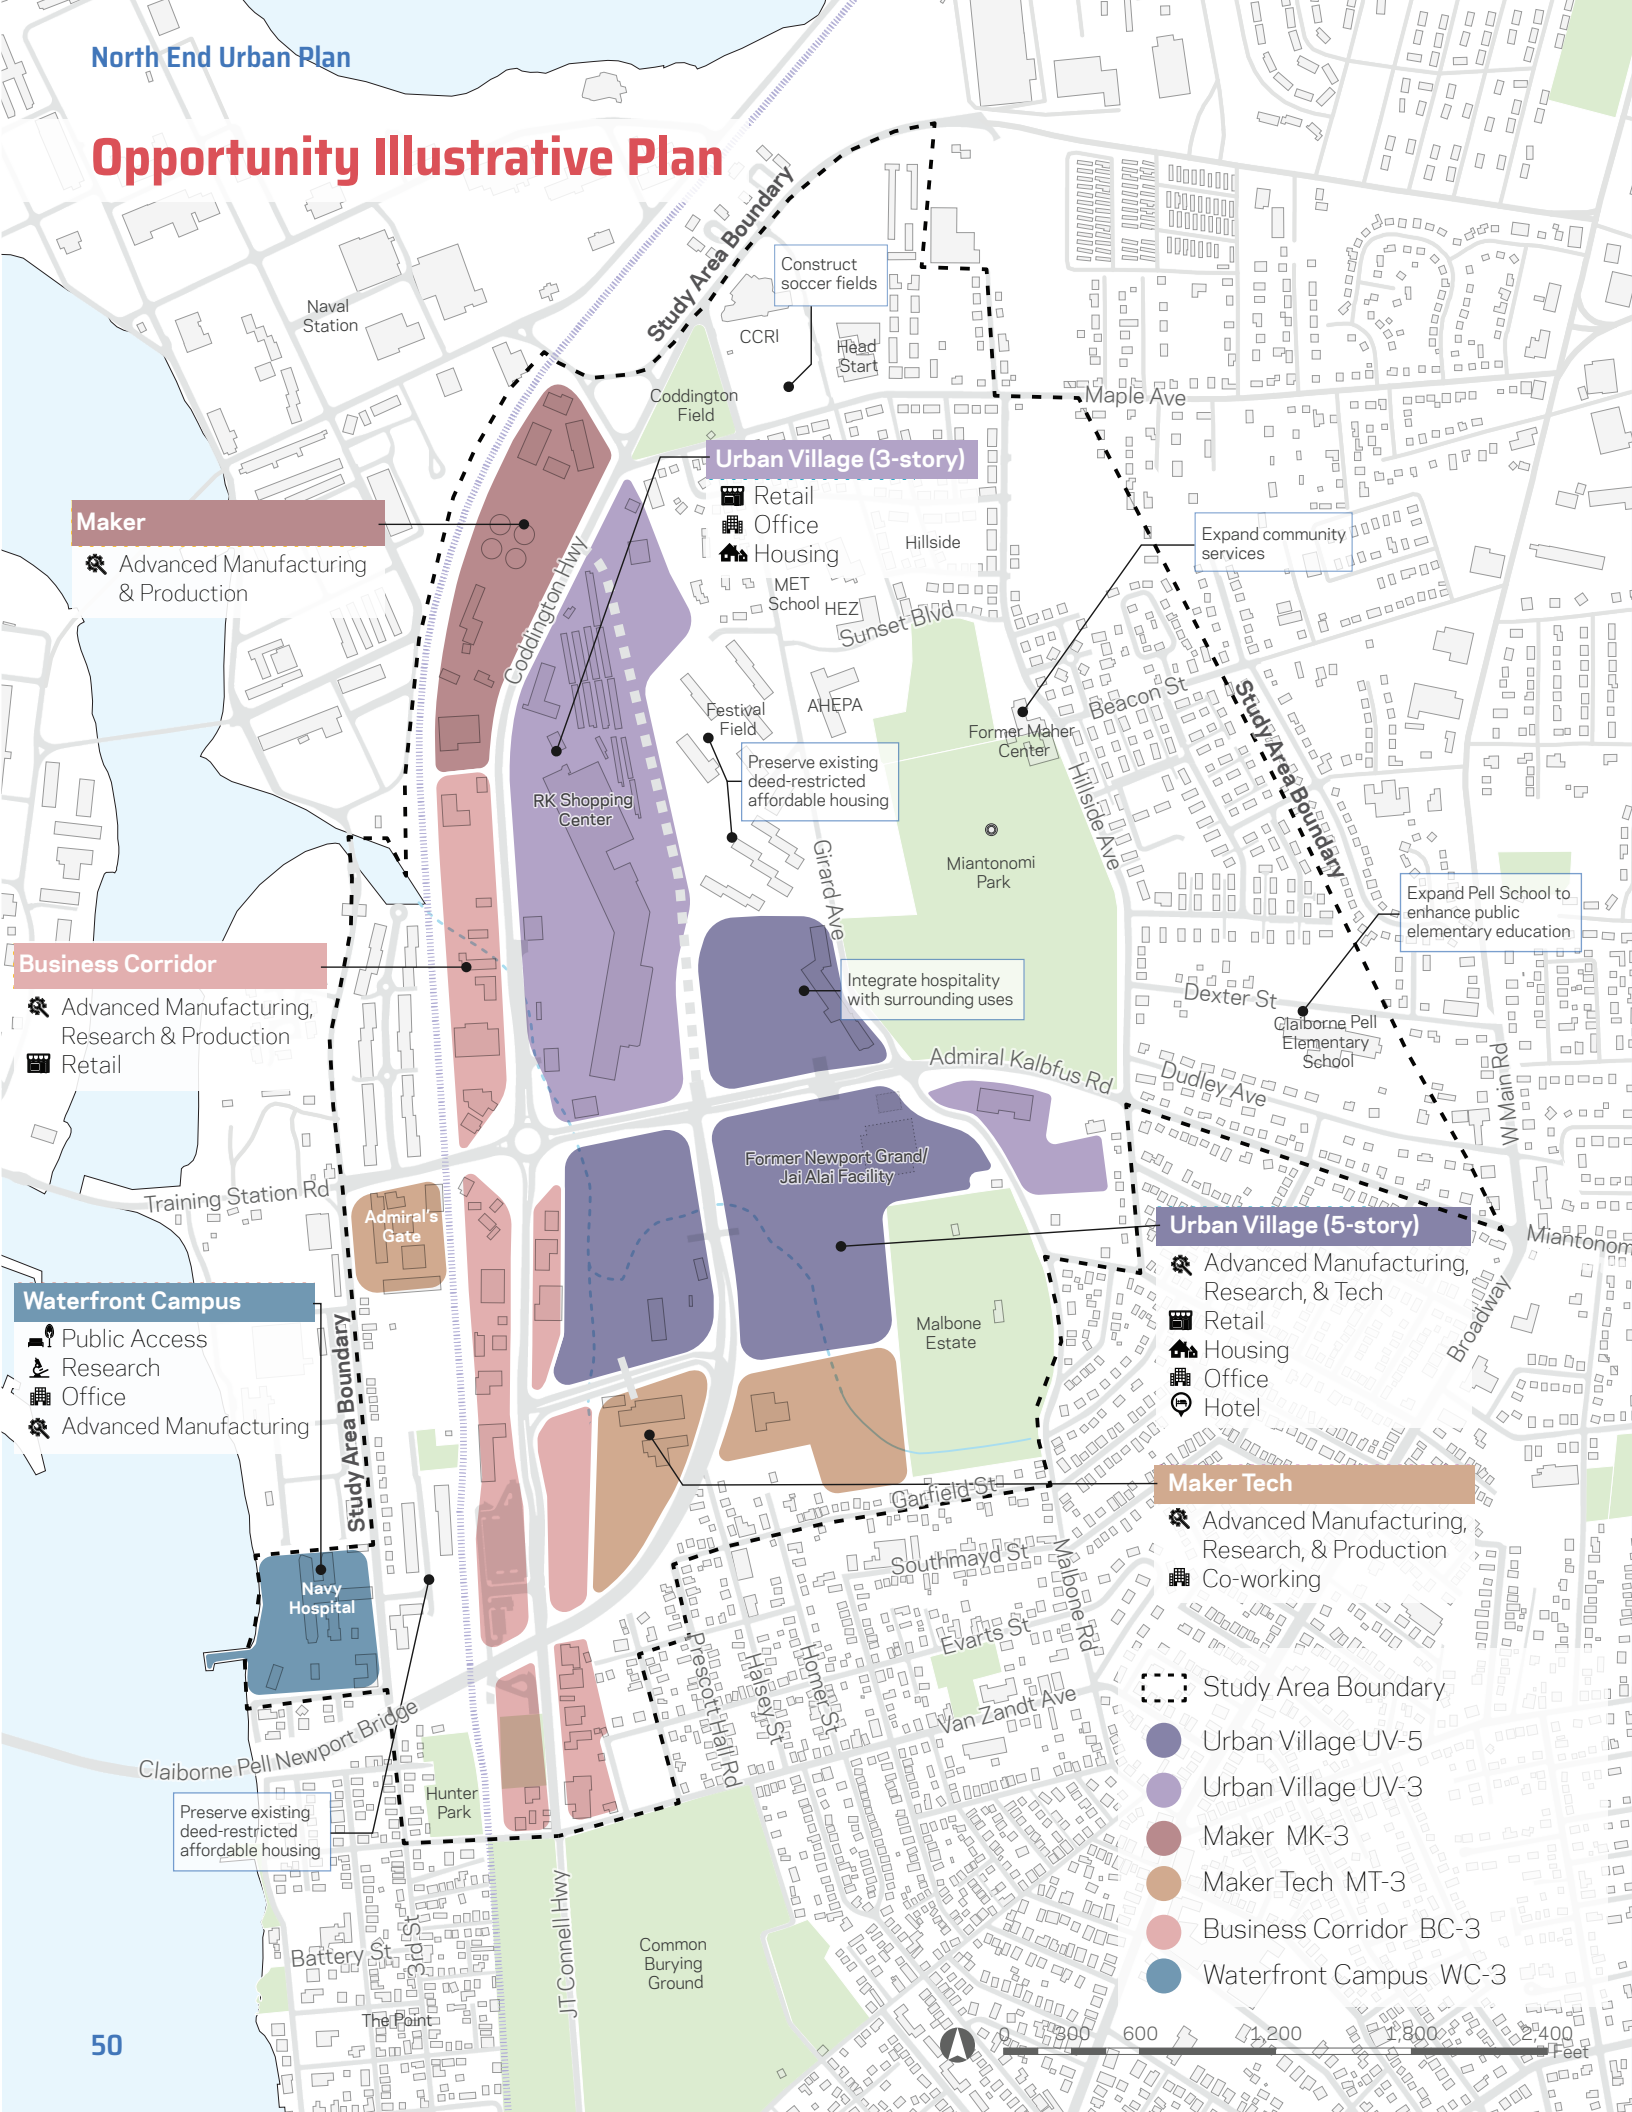 North End Urban Plan
Opportunity Illustrative Plan
Study Area Boundary
Construct
soccer fields
Naval
Station
CCRI
Head
Start
Coddington
Field
Maple Ave
Urban Village (3-story)
Retail
Office
Housing
Maker
Advanced Manufacturing
& Production
Coddington Hwy
Hillside
Expand community
services
MET
School
HEZ
Sunset Blvd
Beacon St
Study Area Boundary
Festival
Field
AHEPA
Former Maher
Center
Preserve existing
deed-restricted
affordable housing
Hillside Ave
RK Shopping
Center
Girard Ave
Miantonomi
Park
Expand Pell School to
enhance public
elementary education
Business Corridor
Advanced Manufacturing,
Research & Production
Retail
Integrate hospitality
with surrounding uses
Dexter St
Claiborne Pell
Elementary
School
Admiral Kalbfus Rd
Dudley Ave
W Main Rd
Former Newport Grand/
Jai Alai Facility
Training Station Rd
Admiral's
Gate
Urban Village (5-story)
Advanced Manufacturing,
Research, & Tech
Retail
Housing
Office
Hotel
Miantonom
Broadway
Waterfront Campus
Public Access
Research
Office
Advanced Manufacturing
Study Area Boundary
Malbone
Estate
Maker Tech
Advanced Manufacturing,
Research, & Production
Co-working
Garfield St
Southmayd St
Malbone Rd
Evarts St
Navy
Hospital
Prescott Hall Rd
Halsey St
Homer St
Van Zandt Ave
Claiborne Pell Newport Bridge
Hunter
Park
Preserve existing
deed-restricted
affordable housing
Study Area Boundary
Urban Village UV-5
Urban Village UV-3
Maker MK-3
Maker Tech MT-3
Business Corridor BC-3
Waterfront Campus WC-3
JT Connell Hwy
Battery St
3rd St
Common
Burying
Ground
The Point
50
0 300 600 1,200 1,800 2,400
Feet